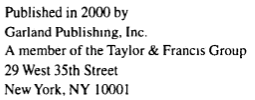 Published in 2000 by
Garland Publishing, Inc.
A member of the Taylor & Francis Group
29 West 35th Street
New York, NY 10001